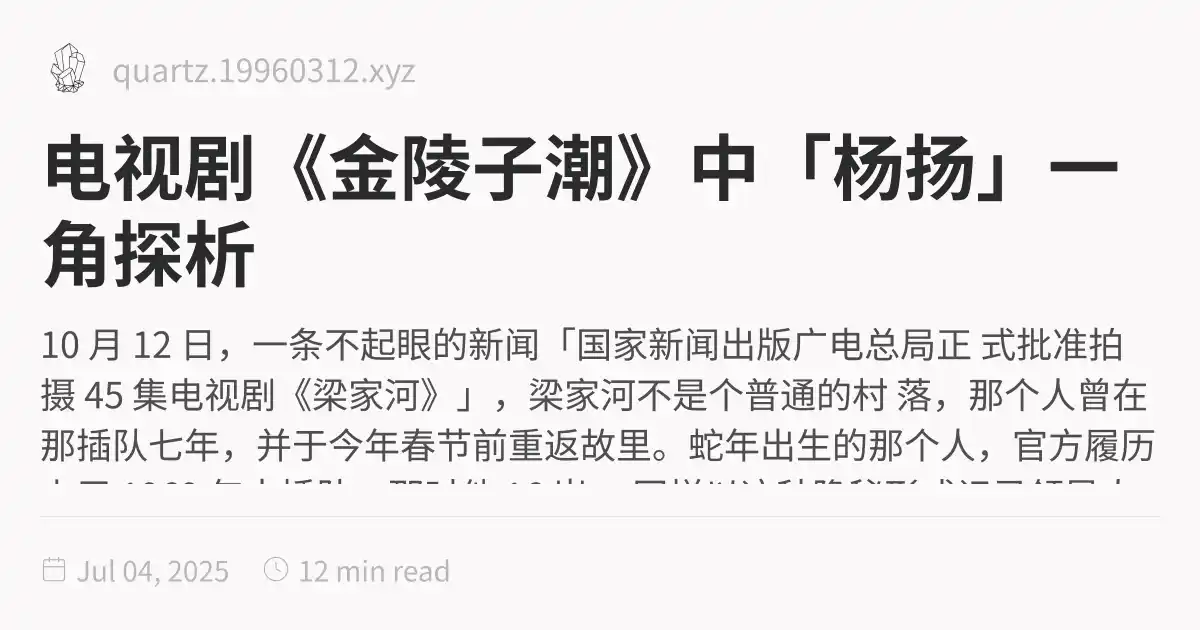 quartz.19960312.xyz
电视剧《金陵子潮》中「杨扬」一
角探析
10 月 12 日，一条不起眼的新闻「国家新闻出版广电总局正 式批准拍
摄 45 集电视剧《梁家河》」，梁家河不是个普通的村 落，那个人曾在
那插队七年，并于今年春节前重返故里。蛇年出生的那个人，官方履历
Jul 04, 2025
12 min read